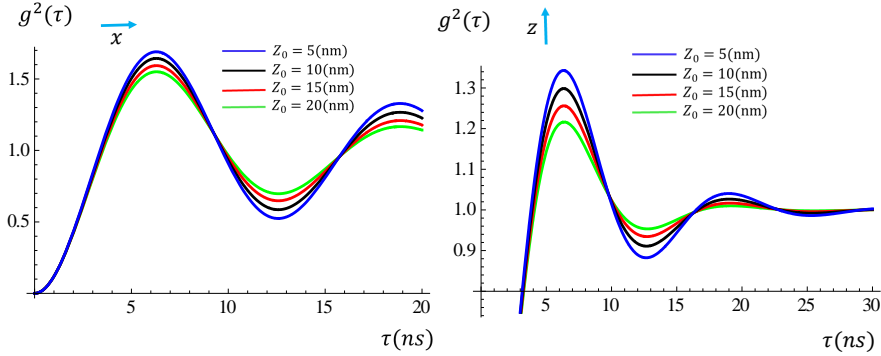 g²(τ)
x
Z₀ = 5(nm)
Z₀ = 10(nm)
Z₀ = 15(nm)
Z₀ = 20(nm)
1.5
1.0
0.5
5 10 15 20
τ(ns)
g²(τ)
z
Z₀ = 5(nm)
Z₀ = 10(nm)
Z₀ = 15(nm)
Z₀ = 20(nm)
1.3
1.2
1.1
1.0
0.9
5 10 15 20 25 30
τ(ns)